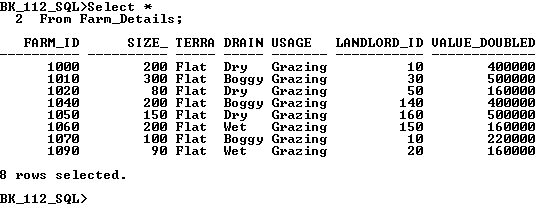 BK_112_SQL>Select *
  2  From Farm_Details;
   FARM_ID      SIZE_ TERRA DRAIN USAGE   LANDLORD_ID VALUE_DOUBLED
---------- ---------- ----- ----- ------- ----------- -------------
      1000        200 Flat  Dry   Grazing          10        400000
      1010        300 Flat  Boggy Grazing          30        500000
      1020         80 Flat  Dry   Grazing          50        160000
      1040        200 Flat  Boggy Grazing         140        400000
      1050        150 Flat  Dry   Grazing         160        500000
      1060        200 Flat  Wet   Grazing         150        160000
      1070        100 Flat  Boggy Grazing          10        220000
      1090         90 Flat  Wet   Grazing          20        160000
8 rows selected.
BK_112_SQL>